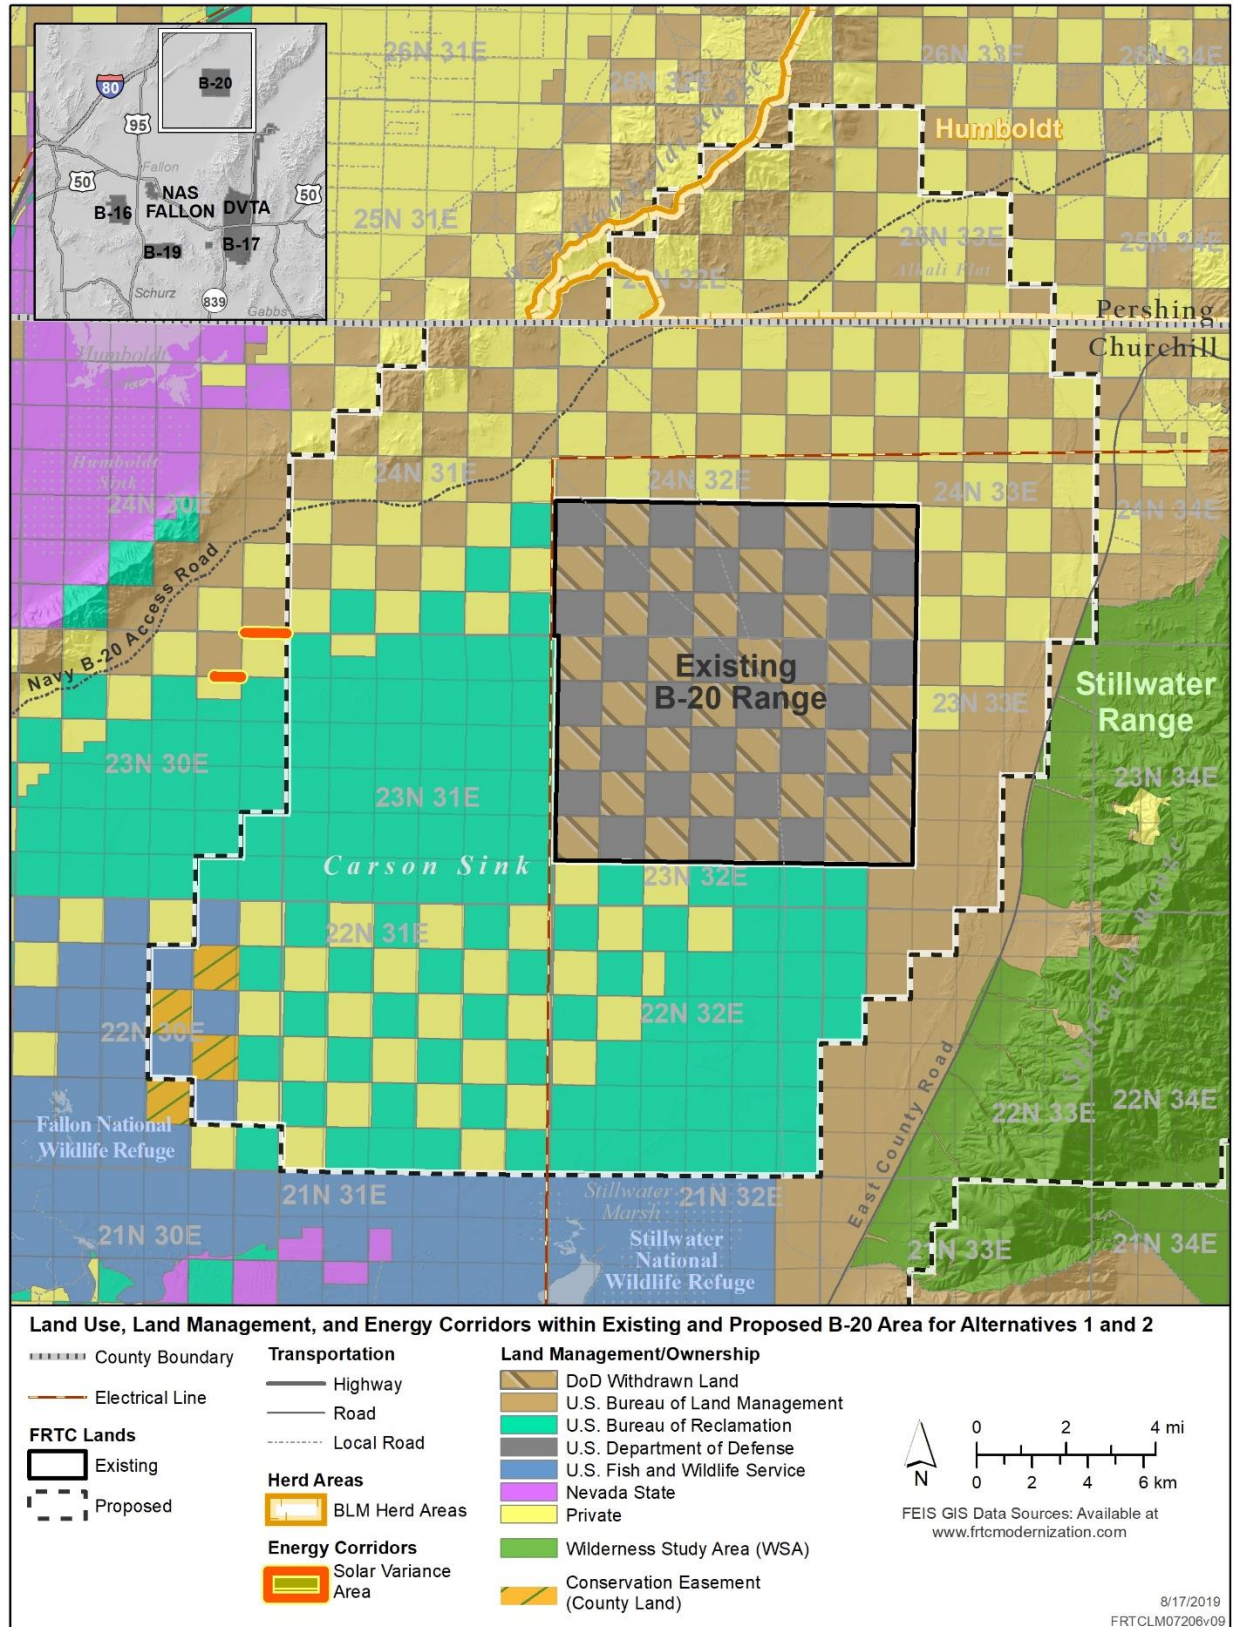 26N 31E
26N 32E
26N 33E
26N 34E
B-20
80
95
Fallon
50
NAS
FALLON
DVTA
50
B-16
B-19
B-17
Schurz
839
Gabbs
West Humboldt Range
Humboldt
25N 31E
25N 32E
25N 33E
25N 34E
Alkali Flat
Pershing
Churchill
Humboldt
Humboldt
Sink
24N 30E
24N 31E
24N 32E
24N 33E
24N 34E
Navy B-20 Access Road
Existing
B-20 Range
Stillwater
Range
23N 30E
23N 31E
23N 33E
23N 34E
Carson Sink
23N 32E
Stillwater Range
22N 31E
22N 30E
22N 32E
22N 33E
22N 34E
East County Road
Fallon National
Wildlife Refuge
21N 31E
Stillwater
Marsh
21N 32E
21N 30E
Stillwater
National
Wildlife Refuge
21N 33E
21N 34E
Land Use, Land Management, and Energy Corridors within Existing and Proposed B-20 Area for Alternatives 1 and 2
County Boundary
Electrical Line
FRTC Lands
Existing
Proposed
Transportation
Highway
Road
Local Road
Herd Areas
BLM Herd Areas
Energy Corridors
Solar Variance
Area
Land Management/Ownership
DoD Withdrawn Land
U.S. Bureau of Land Management
U.S. Bureau of Reclamation
U.S. Department of Defense
U.S. Fish and Wildlife Service
Nevada State
Private
Wilderness Study Area (WSA)
Conservation Easement
(County Land)
N
0 2 4 mi
0 2 4 6 km
FEIS GIS Data Sources: Available at
www.frtcmodernization.com
8/17/2019
FRTCLM07206v09